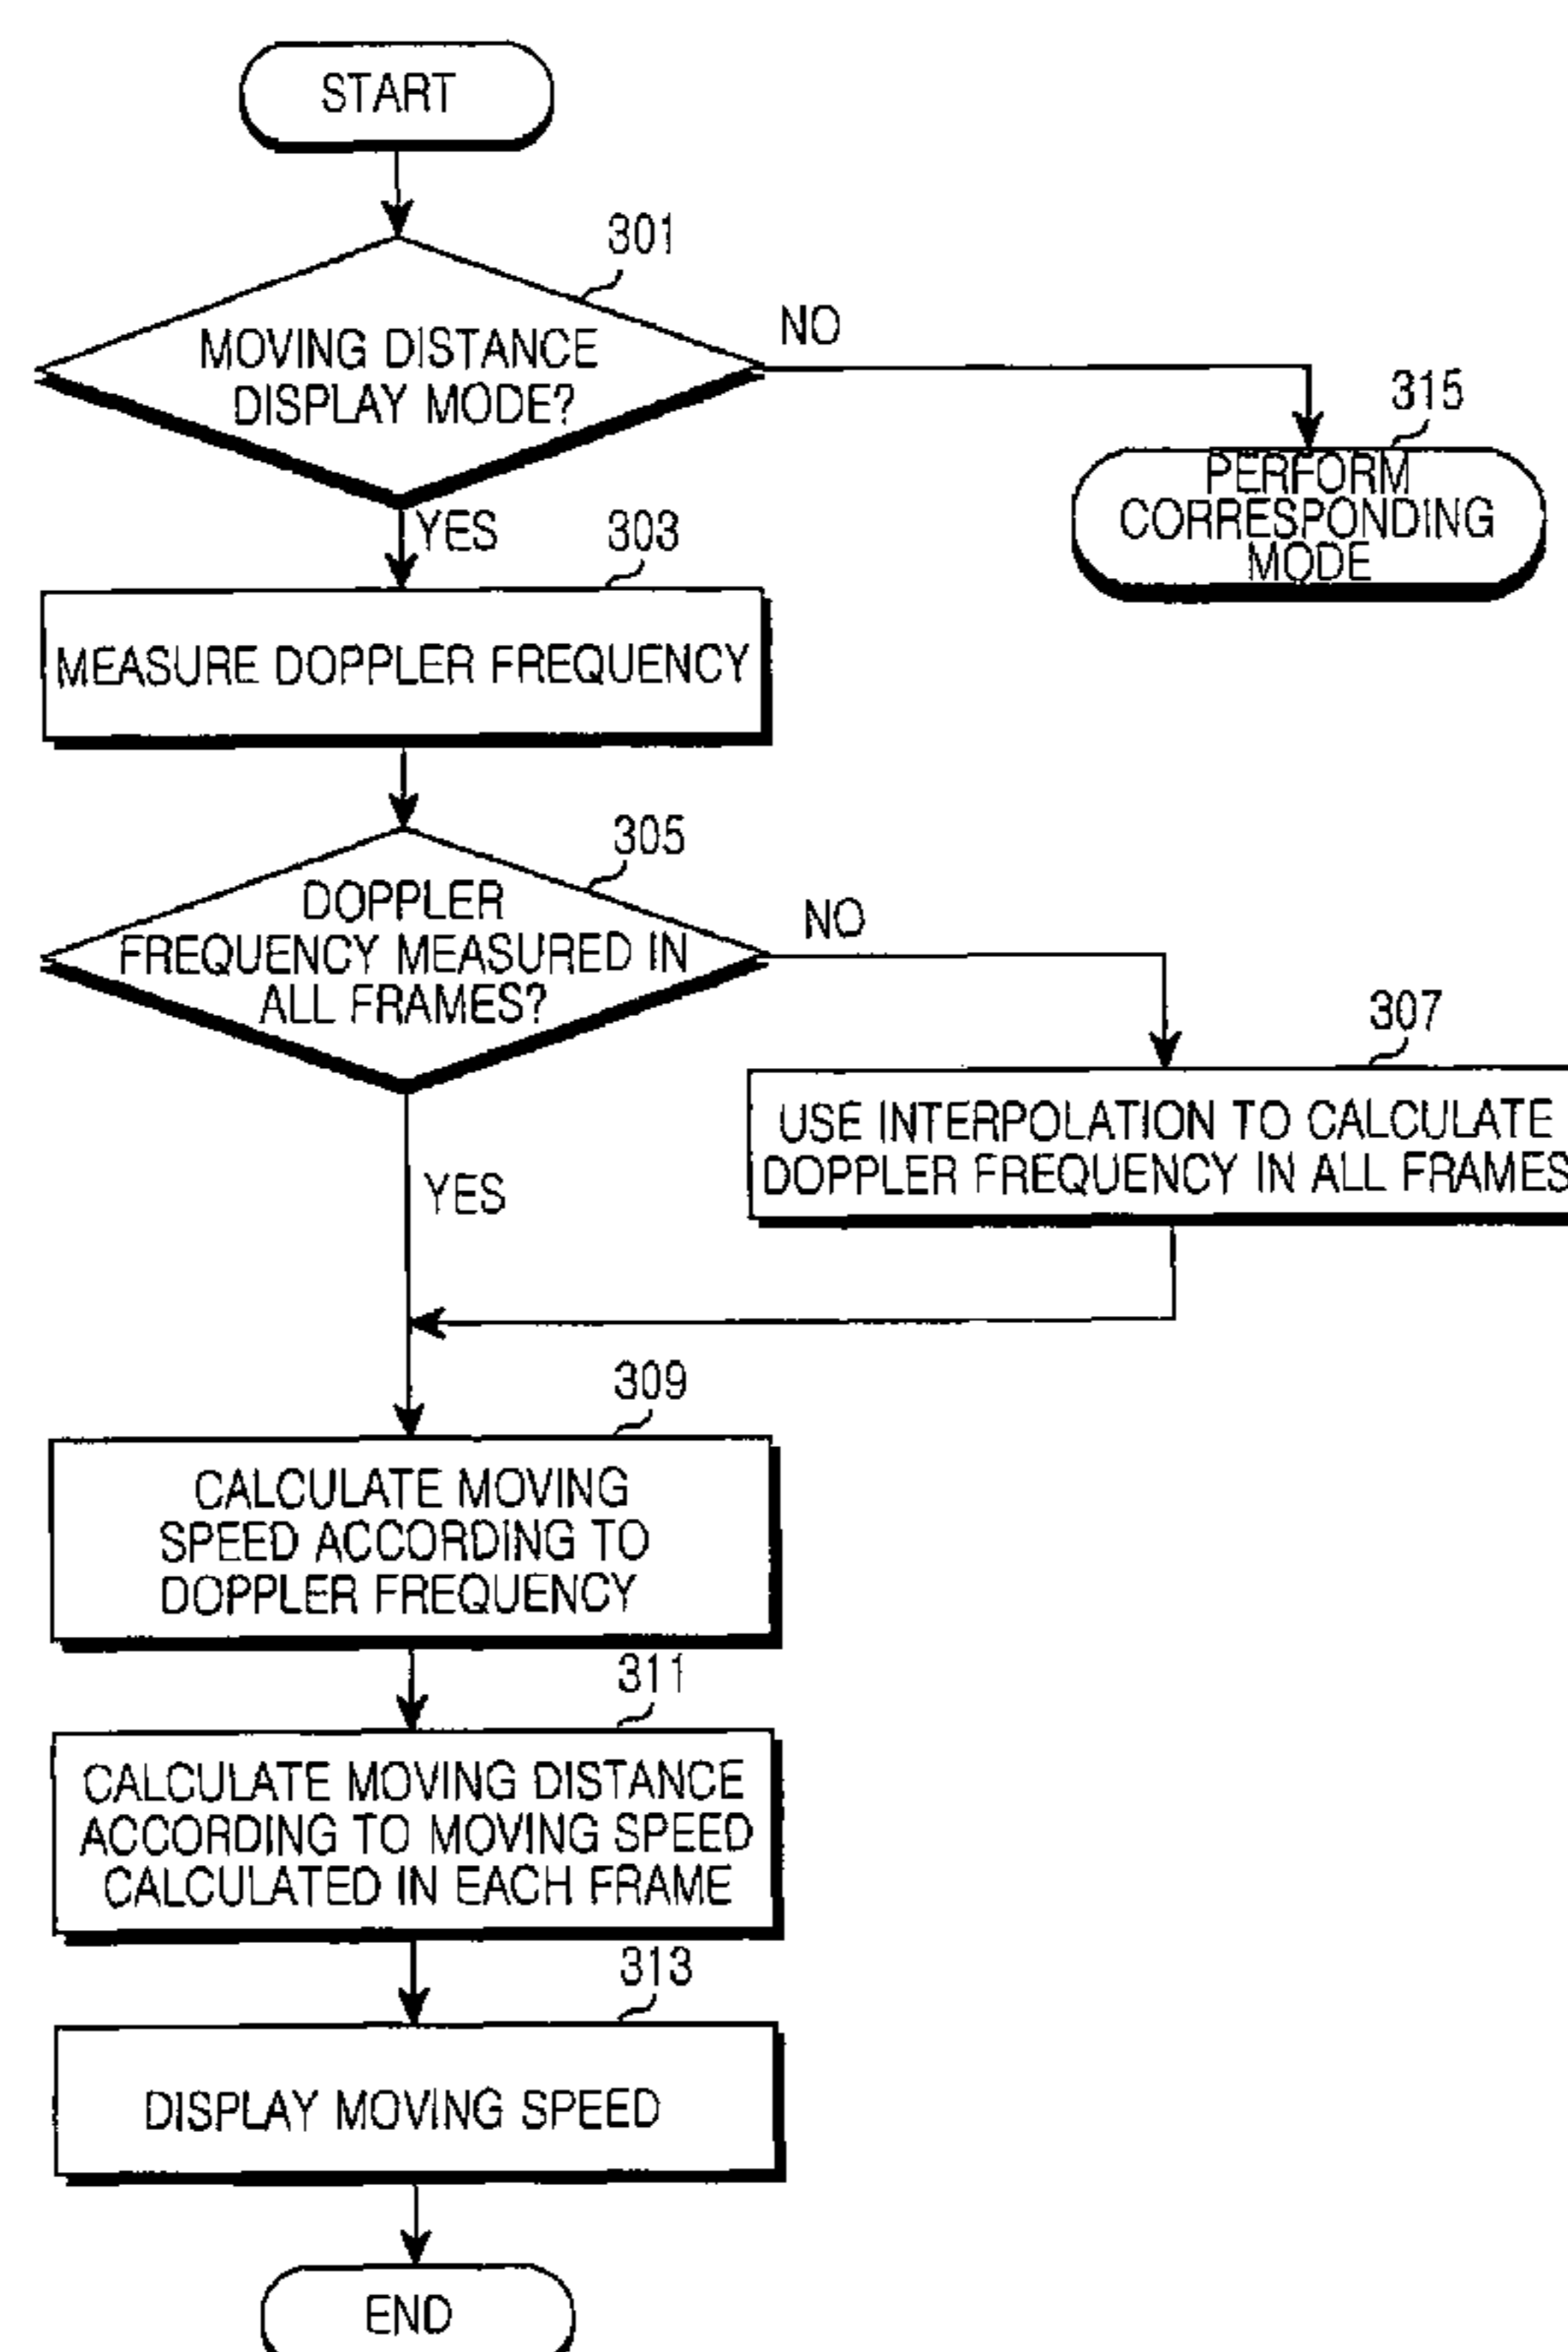 START
301
MOVING DISTANCE
DISPLAY MODE?
NO
315
PERFORM
CORRESPONDING
MODE
YES
303
MEASURE DOPPLER FREQUENCY
305
DOPPLER
FREQUENCY MEASURED IN
ALL FRAMES?
NO
307
USE INTERPOLATION TO CALCULATE
DOPPLER FREQUENCY IN ALL FRAMES
YES
309
CALCULATE MOVING
SPEED ACCORDING TO
DOPPLER FREQUENCY
311
CALCULATE MOVING DISTANCE
ACCORDING TO MOVING SPEED
CALCULATED IN EACH FRAME
313
DISPLAY MOVING SPEED
END